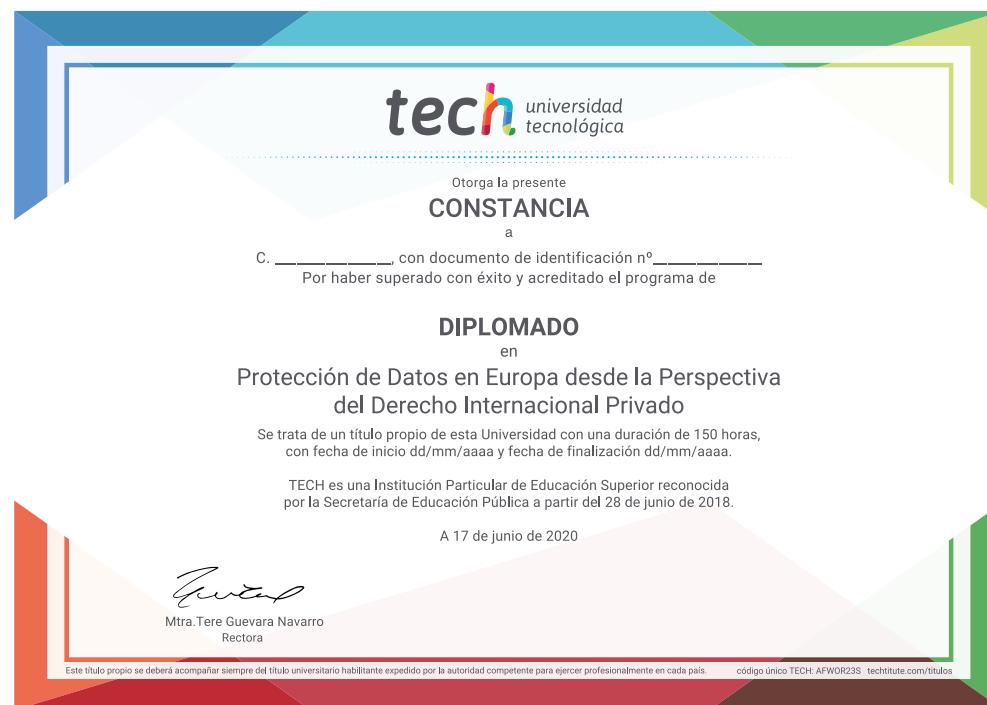 tech universidad
tecnológica
Otorga la presente
CONSTANCIA
a
C. ______________, con documento de identificación nº_____________
Por haber superado con éxito y acreditado el programa de
DIPLOMADO
en
Protección de Datos en Europa desde la Perspectiva
del Derecho Internacional Privado
Se trata de un título propio de esta Universidad con una duración de 150 horas,
con fecha de inicio dd/mm/aaaa y fecha de finalización dd/mm/aaaa.
TECH es una Institución Particular de Educación Superior reconocida
por la Secretaría de Educación Pública a partir del 28 de junio de 2018.
A 17 de junio de 2020
Mtra.Tere Guevara Navarro
Rectora
Este título propio se deberá acompañar siempre del título universitario habilitante expedido por la autoridad competente para ejercer profesionalmente en cada país. código único TECH: AFWOR23S techtitute.com/titulos